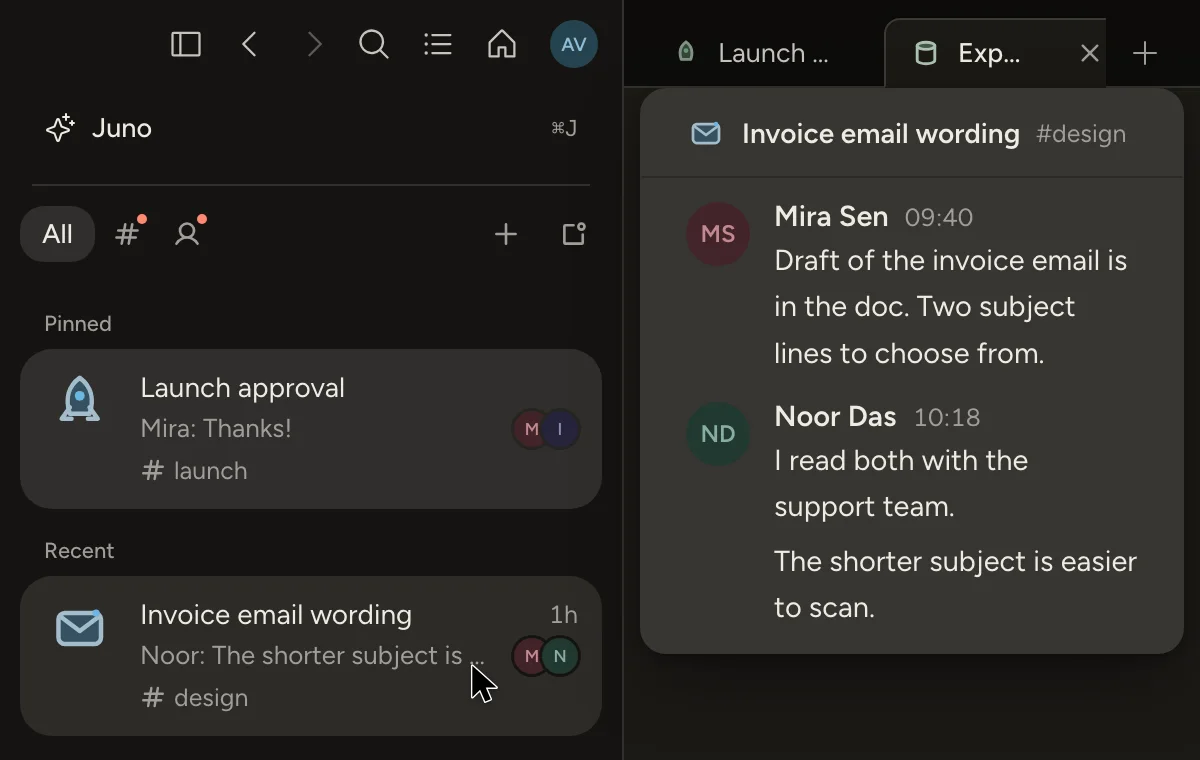 AV
Juno
⌘J
All
Pinned
Launch approval
Mira: Thanks!
# launch
M I
Recent
Invoice email wording
1h
Noor: The shorter subject is ...
# design
M N
Launch ...
Exp...
Invoice email wording #design
MS
Mira Sen 09:40
Draft of the invoice email is
in the doc. Two subject
lines to choose from.
ND
Noor Das 10:18
I read both with the
support team.
The shorter subject is easier
to scan.